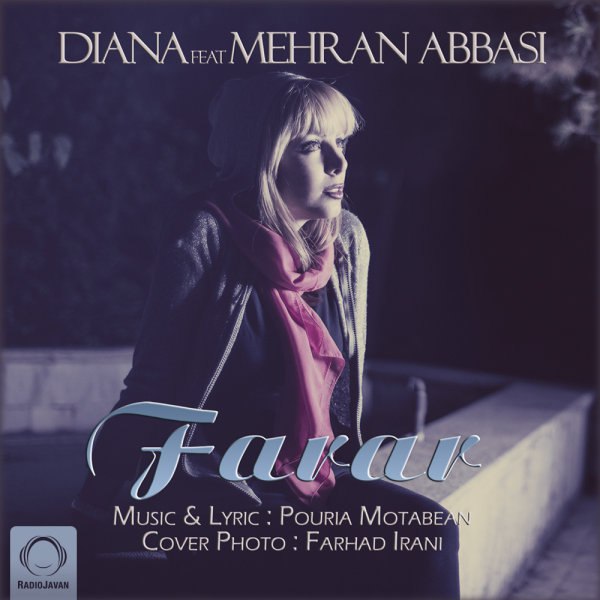 DIANA FEAT MEHRAN ABBASI
Farar
MUSIC & LYRIC : POURIA MOTABEAN
COVER PHOTO : FARHAD IRANI
RADIOJAVAN